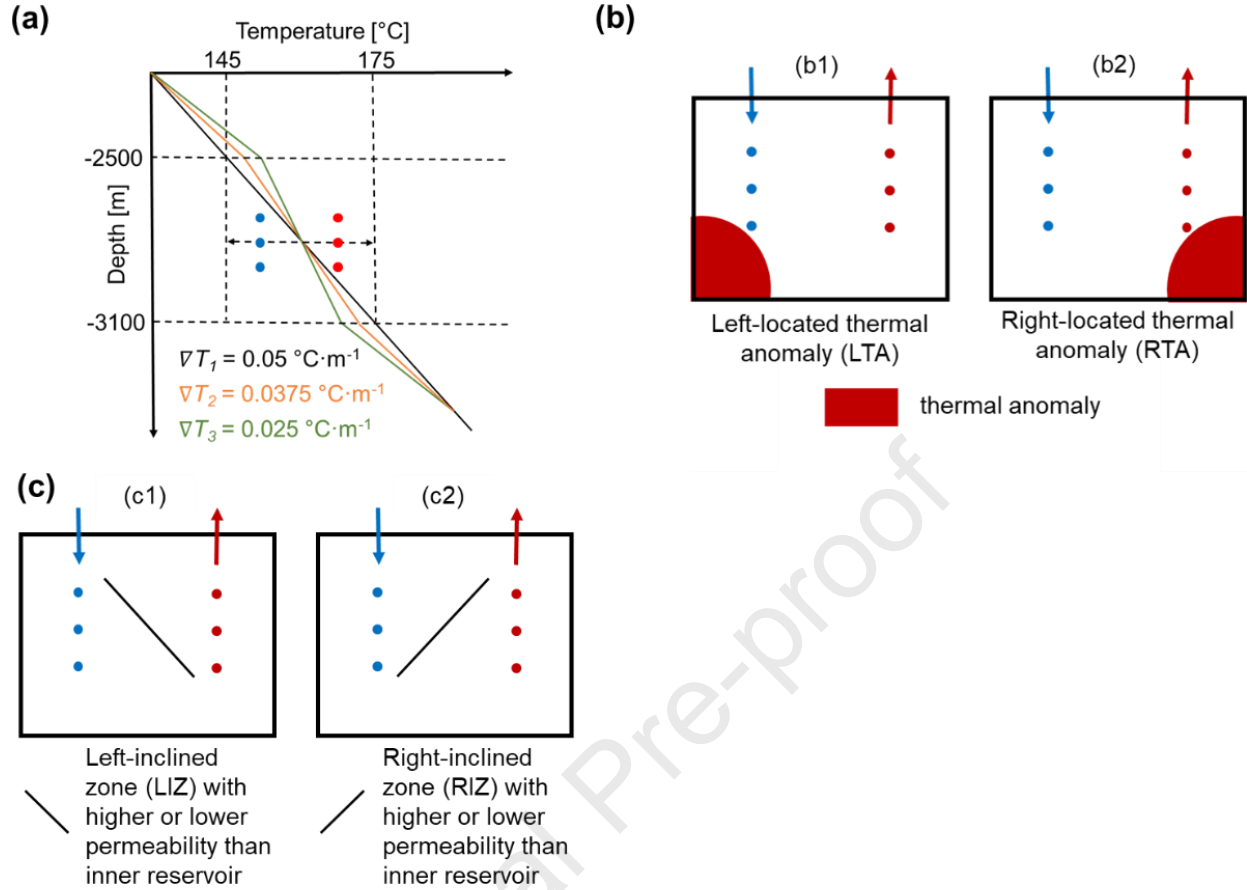 (a)
Temperature [°C]
145
175
-2500
Depth [m]
-3100
∇T1 = 0.05 °C·m-1
∇T2 = 0.0375 °C·m-1
∇T3 = 0.025 °C·m-1
(b)
(b1)
(b2)
Left-located thermal
anomaly (LTA)
Right-located thermal
anomaly (RTA)
thermal anomaly
(c)
(c1)
(c2)
Left-inclined
zone (LIZ) with
higher or lower
permeability than
inner reservoir
Right-inclined
zone (RIZ) with
higher or lower
permeability than
inner reservoir
al Pre-proof